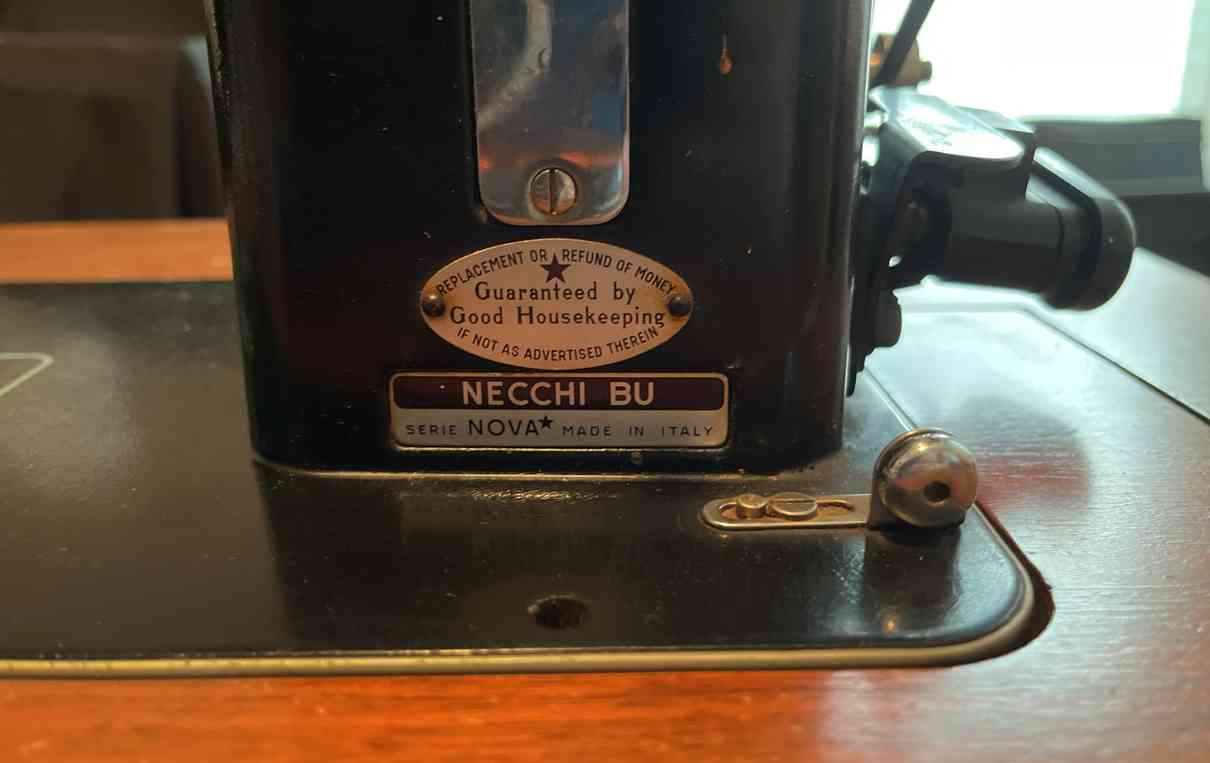 REPLACEMENT OR ★ REFUND OF MONEY
Guaranteed by
Good Housekeeping
IF NOT AS ADVERTISED THEREIN
NECCHI BU
SERIE NOVA★ MADE IN ITALY